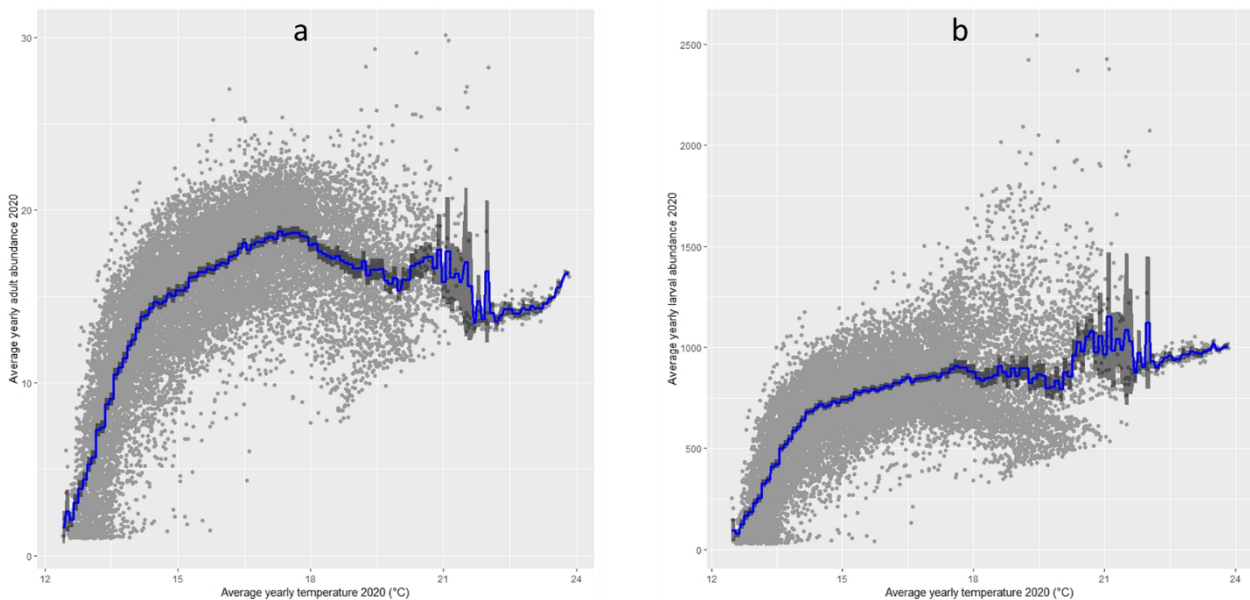 a
30
20
10
0
Average yearly adult abundance 2020
12 15 18 21 24
Average yearly temperature 2020 (°C)
b
2500
2000
1500
1000
500
0
Average yearly larval abundance 2020
12 15 18 21 24
Average yearly temperature 2020 (°C)